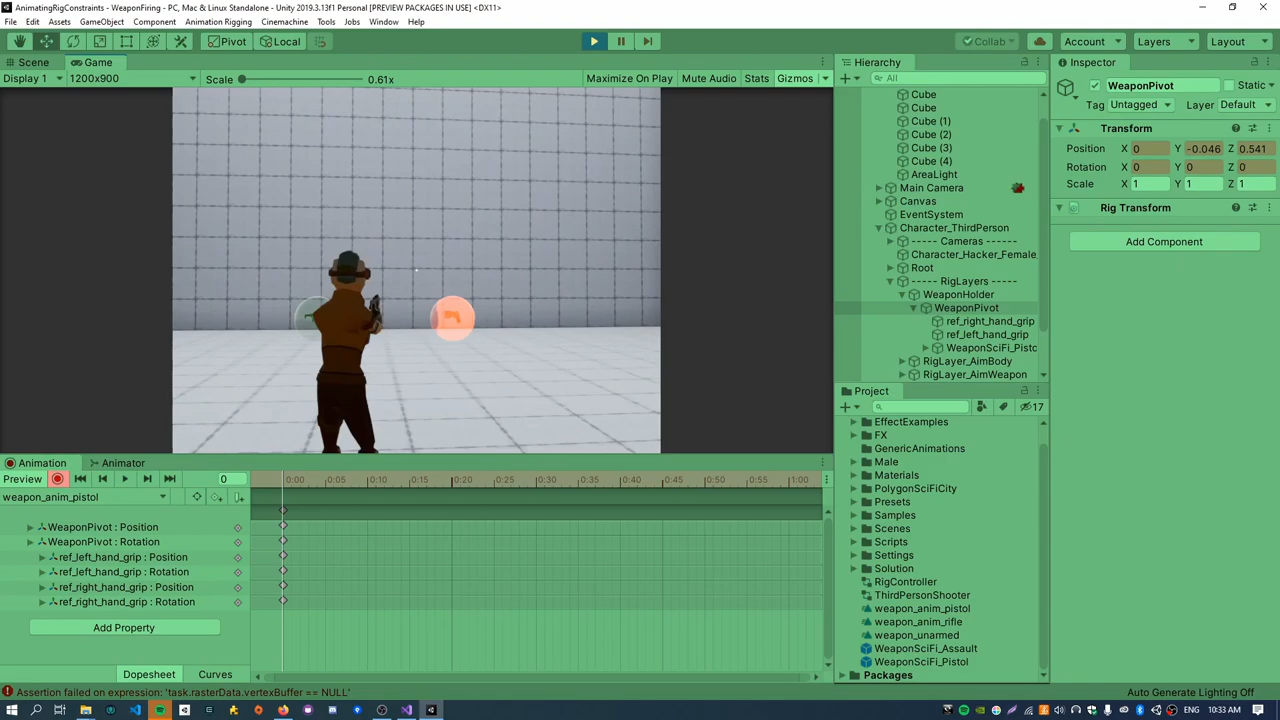 AnimatingRigConstraints - WeaponFiring - PC, Mac & Linux Standalone - Unity 2019.3.13f1 Personal [PREVIEW PACKAGES IN USE] <DX11>
File Edit Assets GameObject Component Animation Rigging Cinemachine Tools Jobs Window Help
Pivot Local Collab Account Layers Layout
Scene Game Hierarchy Inspector
Display 1 1200x900 Scale 0.61x Maximize On Play Mute Audio Stats Gizmos All
WeaponPivot Static
Tag Untagged Layer Default
Transform
Position X 0 Y -0.046 Z 0.541
Rotation X 0 Y 0 Z 0
Scale X 1 Y 1 Z 1
Rig Transform
Add Component
Cube
Cube
Cube (1)
Cube (2)
Cube (3)
Cube (4)
AreaLight
Main Camera
Canvas
EventSystem
Character_ThirdPerson
----- Cameras ------
Character_Hacker_Female
Root
----- RigLayers -----
WeaponHolder
WeaponPivot
ref_right_hand_grip
ref_left_hand_grip
WeaponSciFi_Pistc
RigLayer_AimBody
RigLayer_AimWeapon
Project
17
EffectExamples
FX
GenericAnimations
Male
Materials
PolygonSciFiCity
Presets
Samples
Scenes
Scripts
Settings
Solution
RigController
ThirdPersonShooter
weapon_anim_pistol
weapon_anim_rifle
weapon_unarmed
WeaponSciFi_Assault
WeaponSciFi_Pistol
Packages
Animation Animator
Preview 0 0:00 0:05 0:10 0:15 0:20 0:25 0:30 0:35 0:40 0:45 0:50 0:55 1:00
weapon_anim_pistol
WeaponPivot : Position
WeaponPivot : Rotation
ref_left_hand_grip : Position
ref_left_hand_grip : Rotation
ref_right_hand_grip : Position
ref_right_hand_grip : Rotation
Add Property
Dopesheet Curves
Assertion failed on expression: 'task.rasterData.vertexBuffer == NULL'
Auto Generate Lighting Off
ENG 10:33 AM